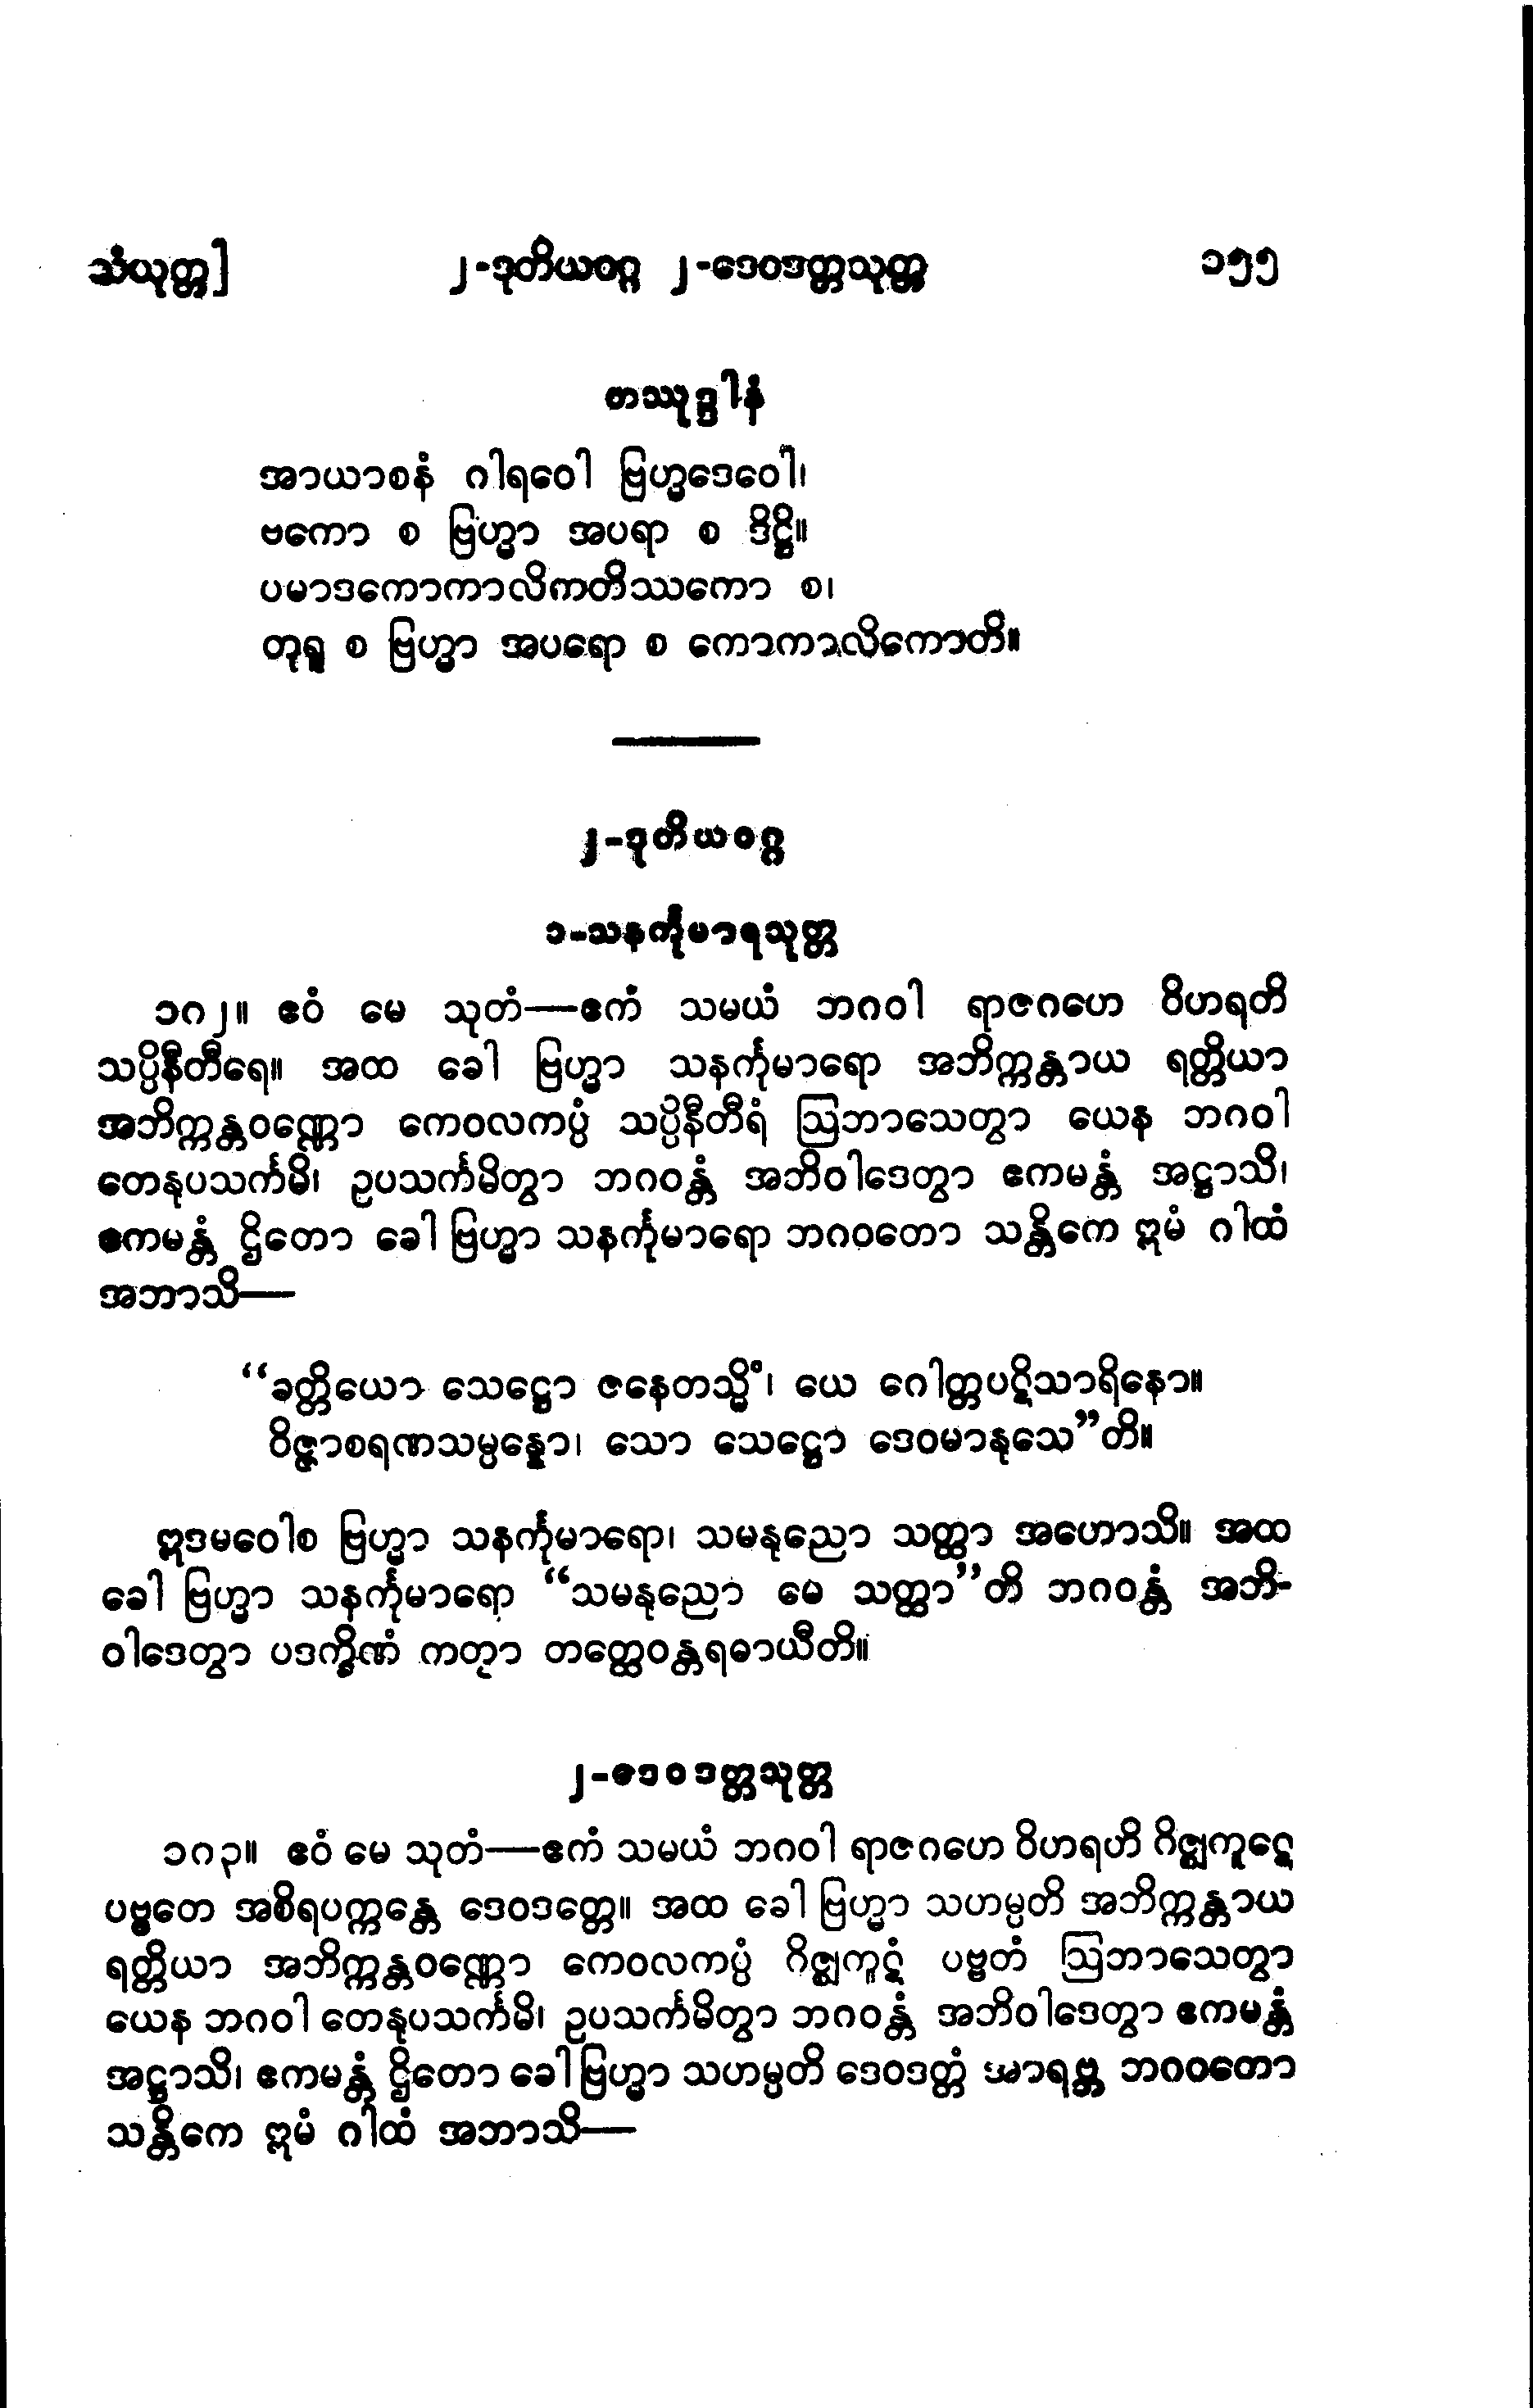 သံယုတ္တ] ၂-ဒုတိယဝဂ္ဂ ၂-ဒေဝဒတ္တသုတ္တ ၁၅၅
တဿုဒ္ဒါနံ
အာယာစနံ ဂါရဝေါ ဗြဟ္မဒေဝေါ၊
ဗကော စ ဗြဟ္မာ အပရာ စ ဒိဋ္ဌိ။
ပမာဒကောကာလိကတိဿကော စ၊
တုရူ စ ဗြဟ္မာ အပရော စ ကောကာလိကောတိ။
၂-ဒုတိယဝဂ္ဂ
၁-သနင်္ကုမာရသုတ္တ
၁၈၂။ ဧဝံ မေ သုတံ—ဧကံ သမယံ ဘဂဝါ ရာဇဂဟေ ဝိဟရတိ
သပ္ပိနီတီရေ။ အထ ခေါ ဗြဟ္မာ သနင်္ကုမာရော အဘိက္ကန္တာယ ရတ္တိယာ
အဘိက္ကန္တဝဏ္ဏော ကေဝလကပ္ပံ သပ္ပိနီတီရံ ဩဘာသေတွာ ယေန ဘဂဝါ
တေနုပသင်္ကမိ၊ ဥပသင်္ကမိတွာ ဘဂဝန္တံ အဘိဝါဒေတွာ ဧကမန္တံ အဋ္ဌာသိ၊
ဧကမန္တံ ဌိတော ခေါ ဗြဟ္မာ သနင်္ကုမာရော ဘဂဝတော သန္တိကေ ဣမံ ဂါထံ
အဘာသိ—
“ခတ္တိယော သေဋ္ဌော ဇနေတသ္မိံ၊ ယေ ဂေါတ္တပဋိသာရိနော။
ဝိဇ္ဇာစရဏသမ္ပန္နော၊ သော သေဋ္ဌော ဒေဝမာနုသေ”တိ။
ဣဒမဝေါစ ဗြဟ္မာ သနင်္ကုမာရော၊ သမနုညော သတ္ထာ အဟောသိ။ အထ
ခေါ ဗြဟ္မာ သနင်္ကုမာရော “သမနုညော မေ သတ္ထာ”တိ ဘဂဝန္တံ အဘိ-
ဝါဒေတွာ ပဒက္ခိဏံ ကတွာ တတ္ထေဝန္တရဓာယီတိ။
၂-ဒေဝဒတ္တသုတ္တ
၁၈၃။ ဧဝံ မေ သုတံ—ဧကံ သမယံ ဘဂဝါ ရာဇဂဟေ ဝိဟရတိ ဂိဇ္ဈကူဋေ
ပဗ္ဗတေ အစိရပက္ကန္တေ ဒေဝဒတ္တေ။ အထ ခေါ ဗြဟ္မာ သဟမ္ပတိ အဘိက္ကန္တာယ
ရတ္တိယာ အဘိက္ကန္တဝဏ္ဏော ကေဝလကပ္ပံ ဂိဇ္ဈကူဋံ ပဗ္ဗတံ ဩဘာသေတွာ
ယေန ဘဂဝါ တေနုပသင်္ကမိ၊ ဥပသင်္ကမိတွာ ဘဂဝန္တံ အဘိဝါဒေတွာ ဧကမန္တံ
အဋ္ဌာသိ၊ ဧကမန္တံ ဌိတော ခေါ ဗြဟ္မာ သဟမ္ပတိ ဒေဝဒတ္တံ အာရဗ္ဘ ဘဂဝတော
သန္တိကေ ဣမံ ဂါထံ အဘာသိ—